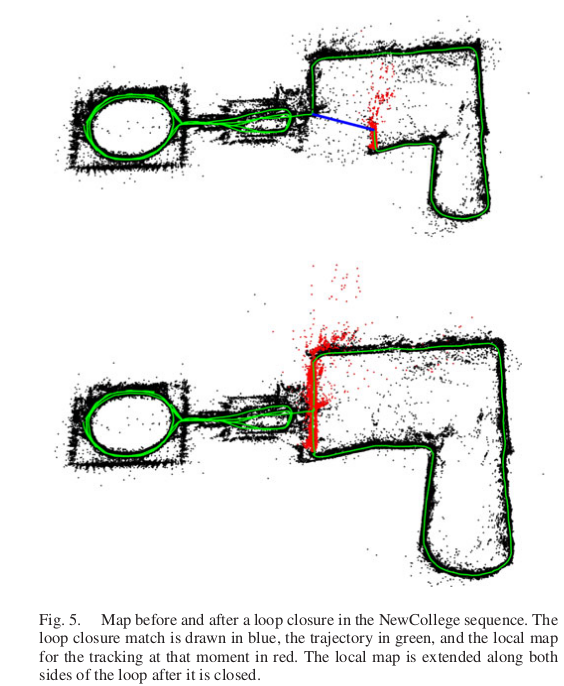 Fig. 5. Map before and after a loop closure in the NewCollege sequence. The
loop closure match is drawn in blue, the trajectory in green, and the local map
for the tracking at that moment in red. The local map is extended along both
sides of the loop after it is closed.